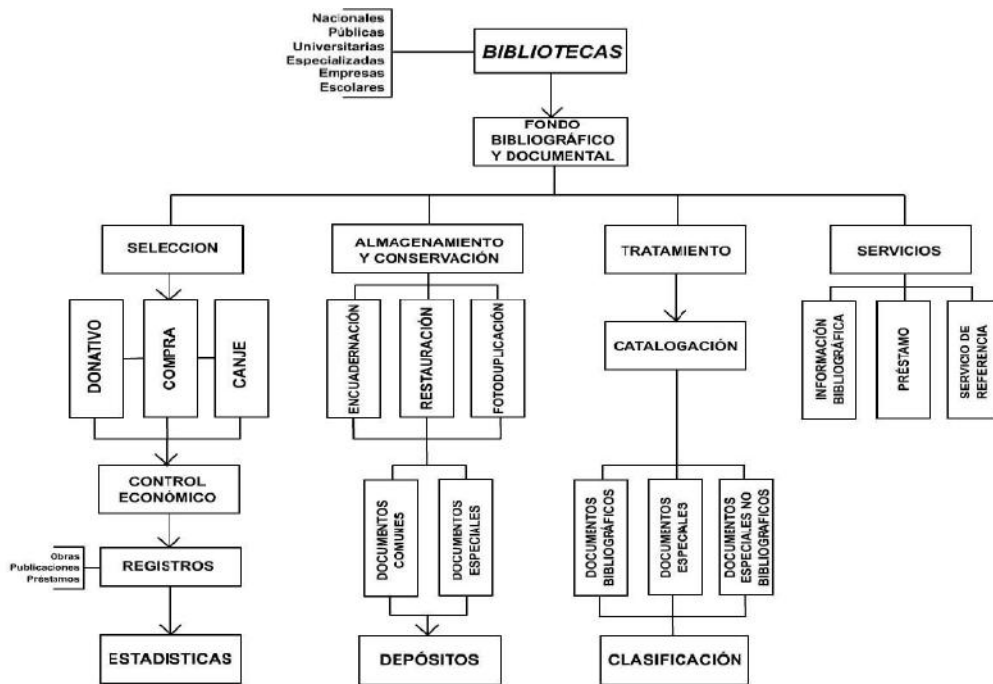 Nacionales
Públicas
Universitarias
Especializadas
Empresas
Escolares
BIBLIOTECAS
FONDO
BIBLIOGRÁFICO
Y DOCUMENTAL
SELECCION
ALMACENAMIENTO
Y CONSERVACIÓN
TRATAMIENTO
SERVICIOS
DONATIVO
COMPRA
CANJE
ENCUADERNACIÓN
RESTAURACIÓN
FOTODUPLICACIÓN
CATALOGACIÓN
INFORMACIÓN
BIBLIOGRÁFICA
PRÉSTAMO
SERVICIO DE
REFERENCIA
CONTROL
ECONÓMICO
DOCUMENTOS
COMUNES
DOCUMENTOS
ESPECIALES
DOCUMENTOS
BIBLIOGRÁFICOS
DOCUMENTOS
ESPECIALES
DOCUMENTOS
ESPECIALES NO
BIBLIOGRAFICOS
Obras
Publicaciones
Préstamos
REGISTROS
ESTADISTICAS
DEPÓSITOS
CLASIFICACIÓN